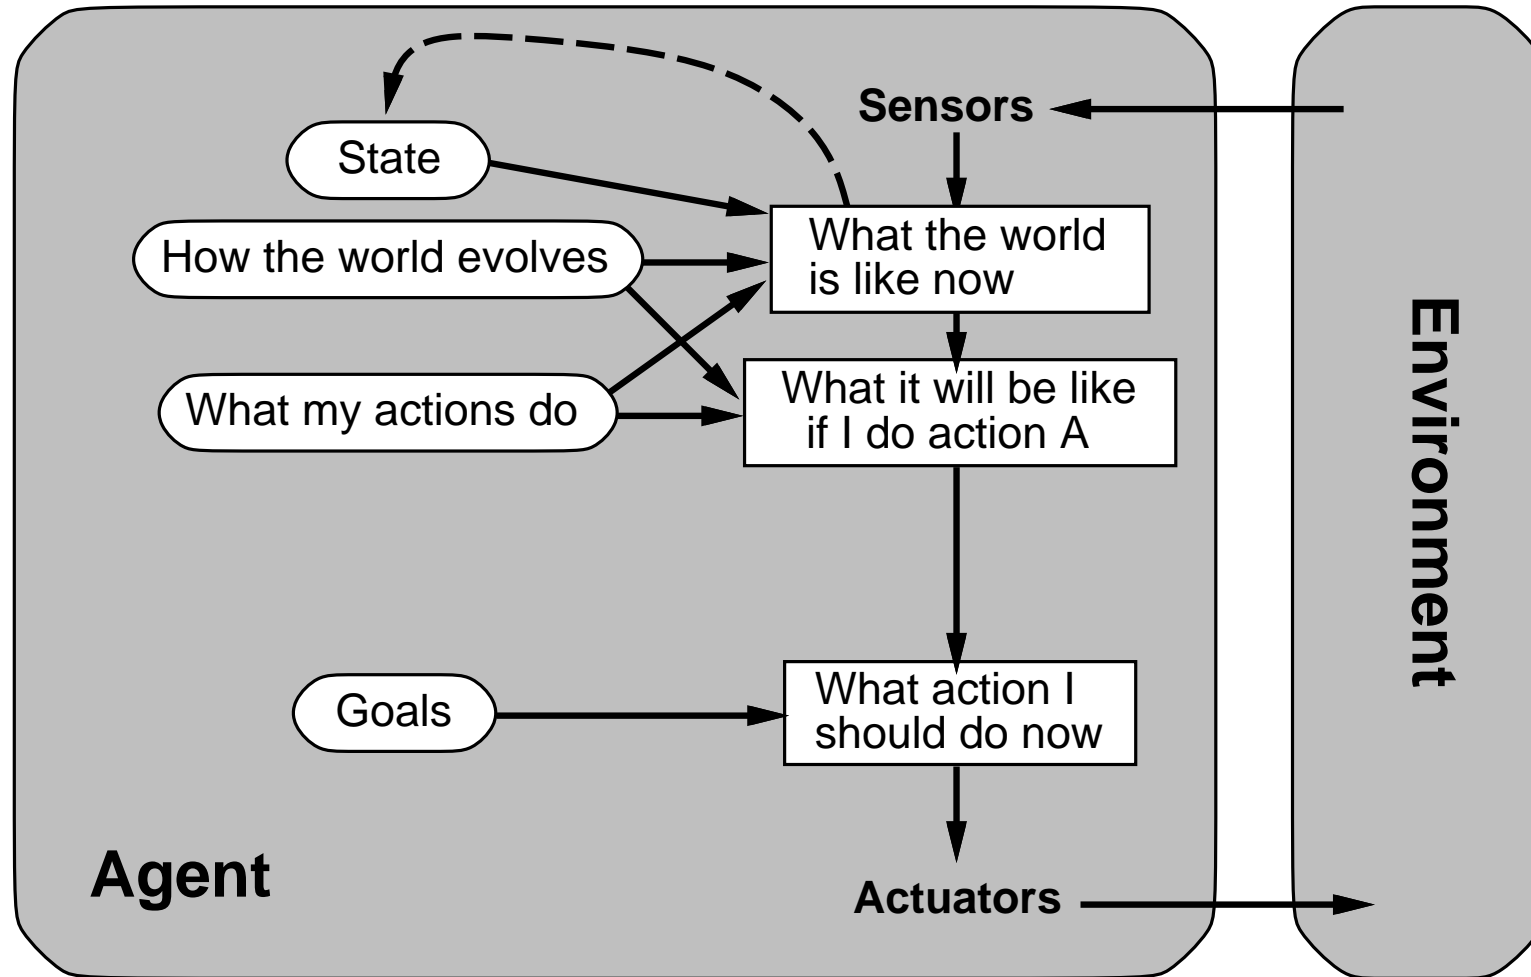 Sensors
State
What the world
is like now
How the world evolves
What it will be like
if I do action A
What my actions do
Goals
What action I
should do now
Agent
Actuators
Environment